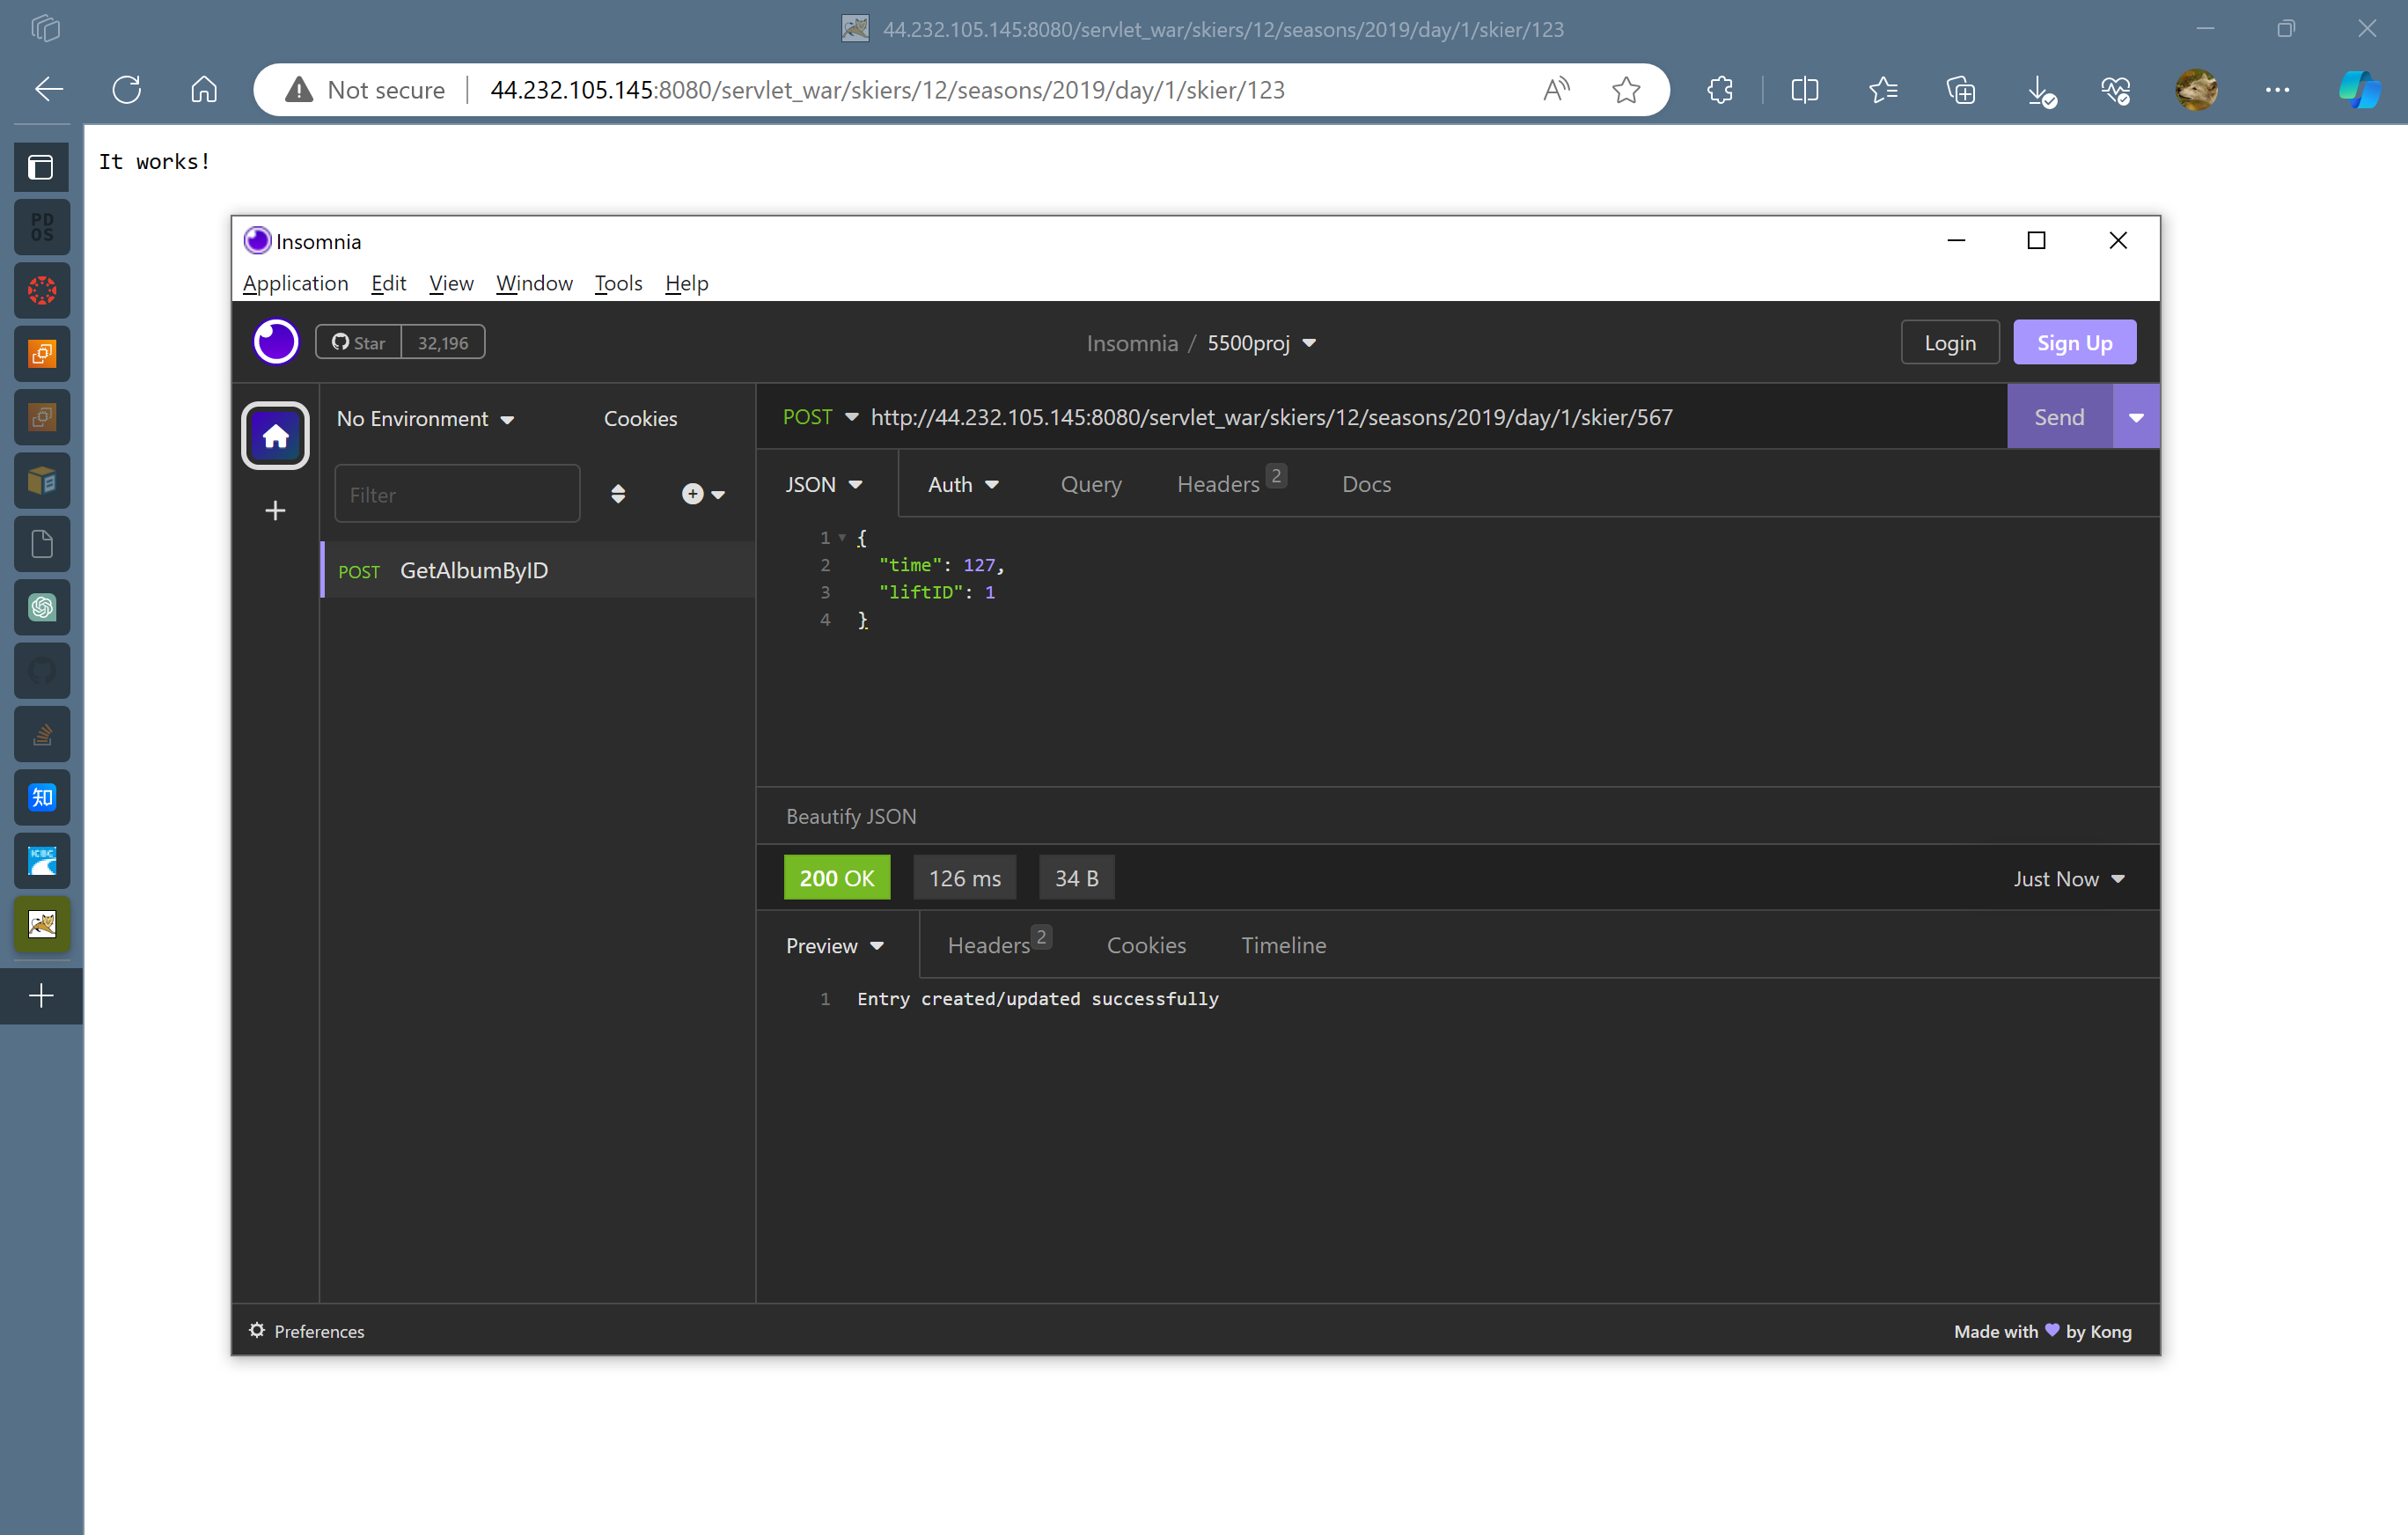 44.232.105.145:8080/servlet_war/skiers/12/seasons/2019/day/1/skier/123
Not secure
44.232.105.145:8080/servlet_war/skiers/12/seasons/2019/day/1/skier/123
It works!
PD
OS
知
ICBC
Insomnia
Application Edit View Window Tools Help
Star 32,196
Insomnia / 5500proj
Login
Sign Up
No Environment
Cookies
Filter
POST GetAlbumByID
POST http://44.232.105.145:8080/servlet_war/skiers/12/seasons/2019/day/1/skier/567
Send
JSON Auth Query Headers 2 Docs
1 {
2 "time": 127,
3 "liftID": 1
4 }
Beautify JSON
200 OK 126 ms 34 B
Just Now
Preview Headers 2 Cookies Timeline
1 Entry created/updated successfully
Preferences
Made with by Kong